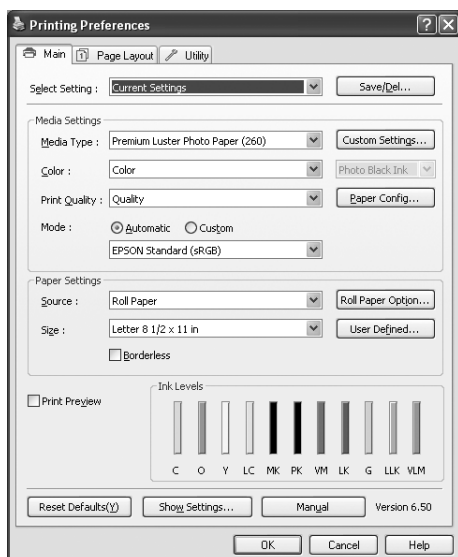 Printing Preferences
Main Page Layout Utility
Select Setting : Current Settings Save/Del...
Media Settings
Media Type : Premium Luster Photo Paper (260) Custom Settings...
Color : Color Photo Black Ink
Print Quality : Quality Paper Config...
Mode : Automatic Custom
EPSON Standard (sRGB)
Paper Settings
Source : Roll Paper Roll Paper Option...
Size : Letter 8 1/2 x 11 in User Defined...
Borderless
Print Preview
Ink Levels
C O Y LC MK PK VM LK G LLK VLM
Reset Defaults(Y) Show Settings... Manual Version 6.50
OK Cancel Help